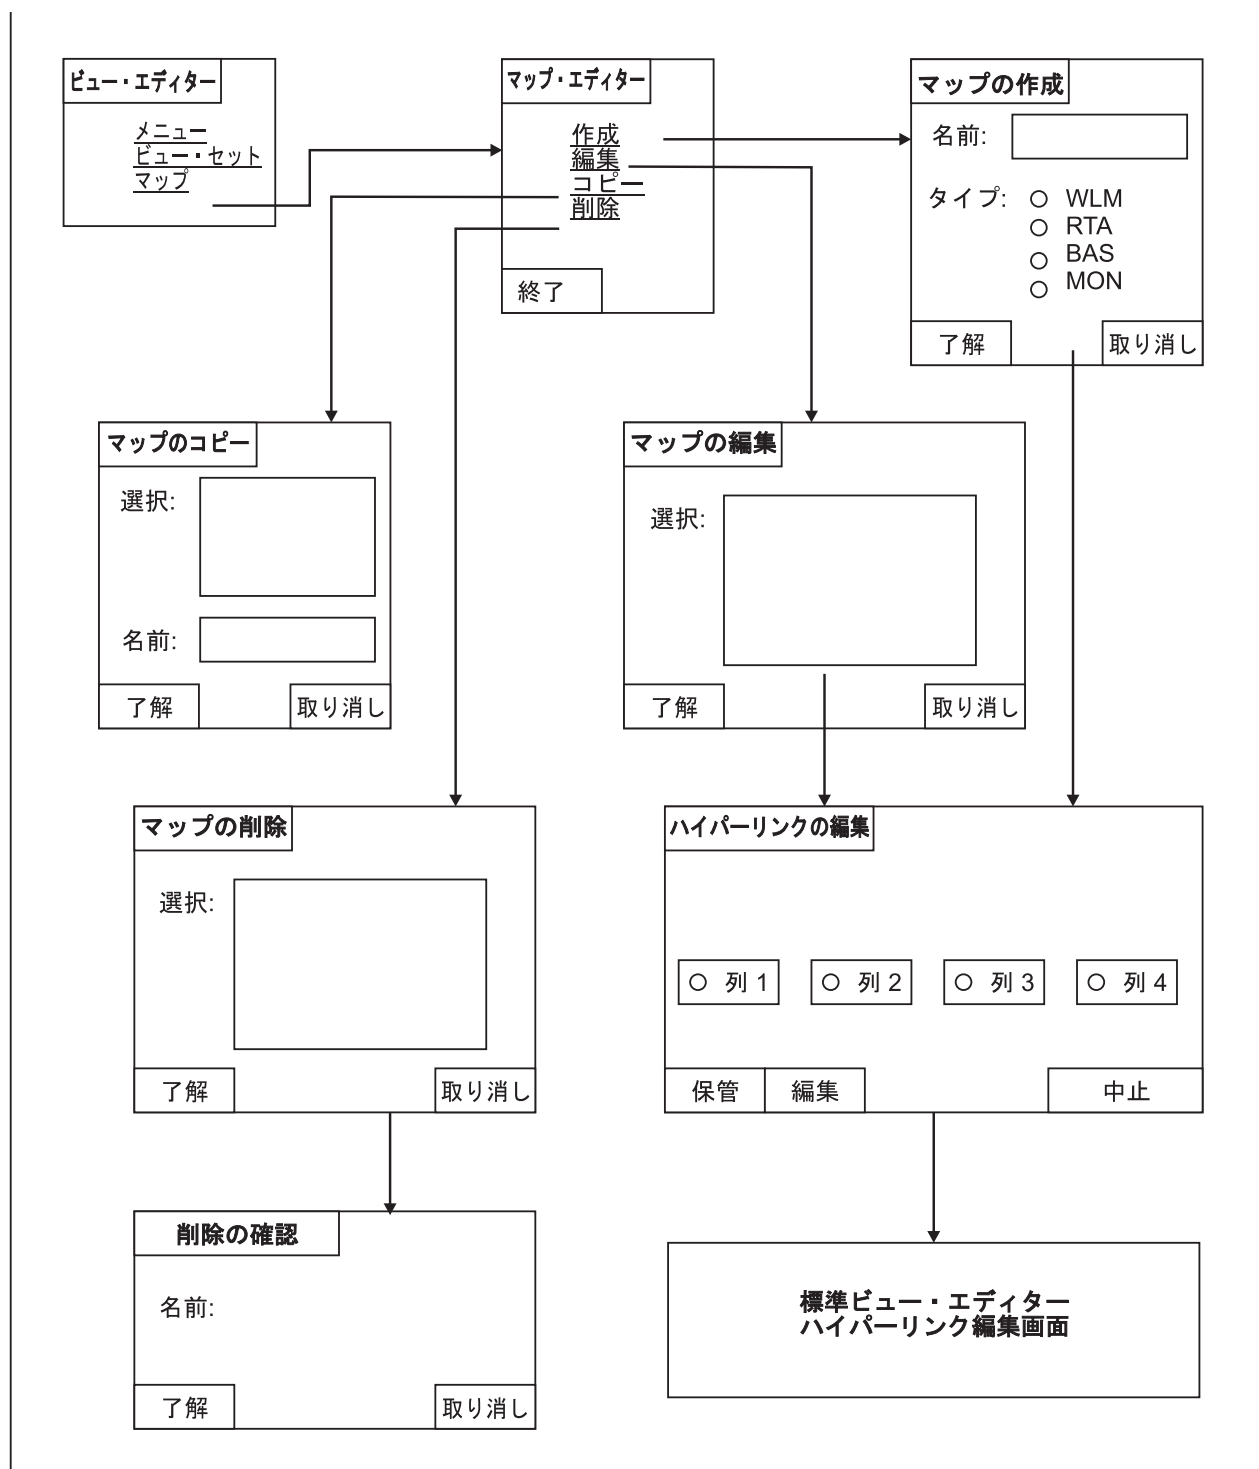 ビュー・エディター
メニュー
ビュー・セット
マップ
マップ・エディター
作成
編集
コピー
削除
終了
マップの作成
名前:
タイプ:
WLM
RTA
BAS
MON
了解
取り消し
マップのコピー
選択:
名前:
了解
取り消し
マップの編集
選択:
了解
取り消し
マップの削除
選択:
了解
取り消し
ハイパーリンクの編集
列 1
列 2
列 3
列 4
保管
編集
中止
削除の確認
名前:
了解
取り消し
標準ビュー・エディター
ハイパーリンク編集画面